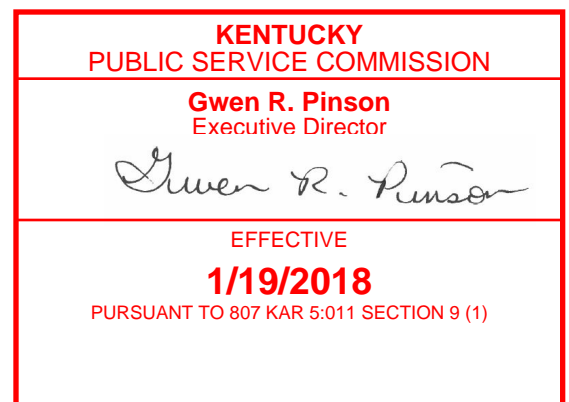 KENTUCKY
PUBLIC SERVICE COMMISSION
Gwen R. Pinson
Executive Director
Gwen R. Pinson
EFFECTIVE
1/19/2018
PURSUANT TO 807 KAR 5:011 SECTION 9 (1)